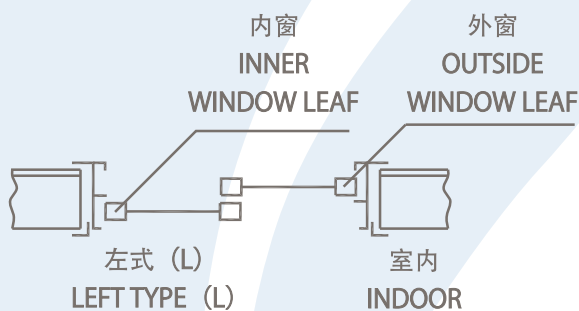 内窗
INNER
WINDOW LEAF
外窗
OUTSIDE
WINDOW LEAF
左式（L）
LEFT TYPE（L）
室内
INDOOR